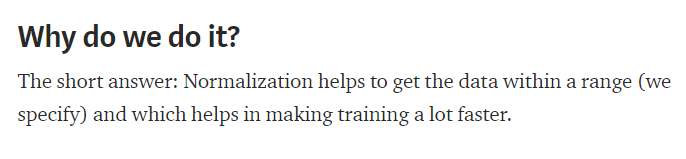 Why do we do it?
The short answer: Normalization helps to get the data within a range (we
specify) and which helps in making training a lot faster.